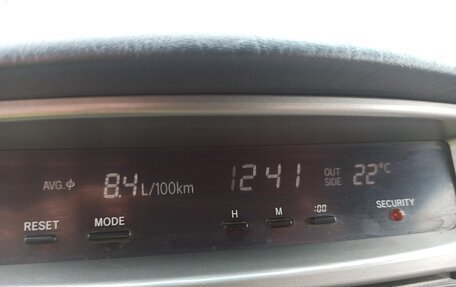 AVG. ϕ 8.4 L/100km 12 41 OUT SIDE 22°C
RESET MODE H M :00 SECURITY